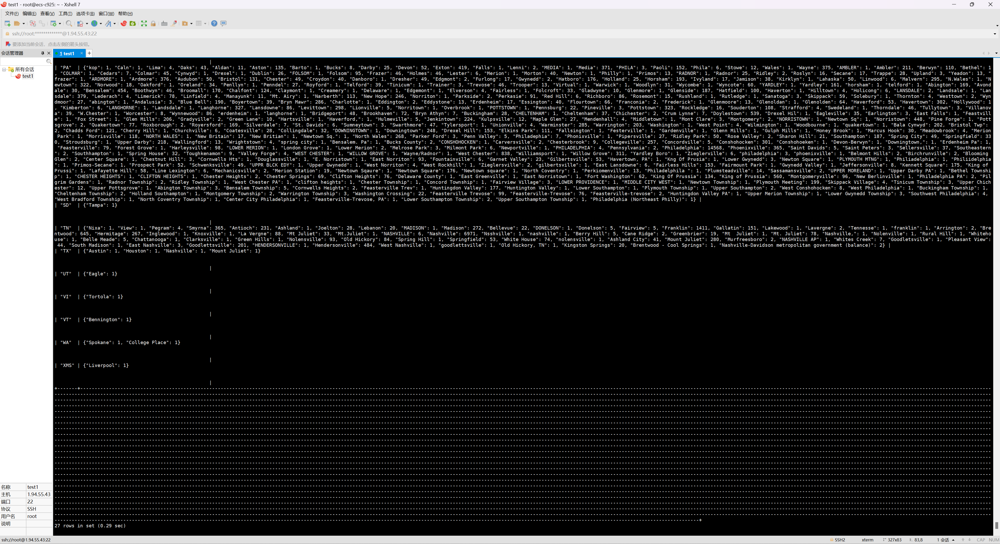 test1 - root@ecs-c925: ~ - Xshell 7
文件(F) 编辑(E) 查看(V) 工具(T) 选项卡(B) 窗口(W) 帮助(H)
ssh://root:*************@1.94.55.43:22
要添加当前会话，点击左侧的箭头按钮。
会话管理器
1 test1
所有会话
test1
|
| "PA"  | {"kop": 1, "Caln": 1, "Lima": 4, "Oaks": 43, "Aldan": 11, "Aston": 135, "Barto": 1, "Bucks": 8, "Darby": 25, "Devon": 52, "Exton": 419, "Falls": 1, "Lenni": 2, "MEDIA": 1, "Media": 371, "PHILA": 3, "Paoli": 152, "Phila": 6, "Stowe": 12, "Wales": 1, "Wayne": 375, "AMBLER": 1, "Ambler": 211, "Berwyn": 110, "Bethel": 1
, "COLMAR": 1, "Cedars": 7, "Colmar": 45, "Cynwyd": 1, "Drexel": 1, "Dublin": 26, "FOLSOM": 1, "Folsom": 95, "Frazer": 46, "Holmes": 46, "Lester": 6, "Merion": 1, "Morton": 40, "Newton": 1, "Philly": 1, "Primos": 13, "RADNOR": 1, "Radnor": 25, "Ridley": 2, "Roslyn": 16, "Secane": 17, "Trappe": 28, "Upland": 3, "Yeadon": 13, "
frazer": 1, "ARDMORE": 1, "Ardmore": 376, "Audubon": 50, "Bristol": 131, "Chester": 49, "Croydon": 40, "Danboro": 1, "Dresher": 49, "Edgmont": 2, "Furlong": 17, "Gwynedd": 2, "Hatboro": 176, "Holland": 25, "Horsham": 193, "Ivyland": 17, "Jamison": 38, "Kirklyn": 1, "Lahaska": 50, "Linwood": 6, "Malvern": 295, "N.Wales": 1, "N
ewtown": 322, "Norwood": 18, "Oakford": 1, "Oreland": 34, "Penllyn": 1, "Penndel": 27, "Royford": 1, "Telford": 39, "Tinicum": 1, "Trainer": 3, "Trevose": 46, "Trooper": 13, "Virtual": 1, "Warwick": 1, "Woodlyn": 31, "Wycombe": 1, "Wyncote": 60, "YARDLEY": 1, "Yardley": 161, "horsham": 1, "telford": 1, "Abington": 169, "Avond
ale": 30, "Bensalem": 454, "Boothwyn": 46, "Broomall": 170, "Chalfont": 124, "Claymont": 1, "Creamery": 1, "Delaware": 1, "Edgemont": 1, "Elverson": 4, "Fairless": 1, "Folcroft": 33, "Gladwyne": 10, "Glenmore": 1, "Glenside": 187, "Hatfield": 100, "Haverton": 1, "Hilltown": 4, "Holicong": 6, "LANSDALE": 2, "Landsale": 1, "Lan
sdale": 379, "Lederach": 4, "Limerick": 78, "Linfield": 4, "Manayunk": 11, "Mt. Airy": 1, "Narberth": 113, "New Hope": 246, "Norriton": 1, "Parkside": 2, "Perkasie": 91, "Red Hill": 6, "Richboro": 86, "Rosemont": 15, "Rushland": 1, "Rutledge": 1, "Sanatoga": 3, "Skippack": 59, "Solebury": 1, "Thornton": 4, "Westtown": 2, "Wyn
dmoor": 27, "abington": 1, "Andalusia": 3, "Blue Bell": 190, "Boyertown": 39, "Bryn Mawr": 286, "Charlotte": 1, "Eddington": 2, "Eddystone": 13, "Erdenheim": 17, "Essington": 40, "Flourtown": 66, "Franconia": 2, "Frederick": 1, "Glenmoore": 13, "Glenoldan": 1, "Glenolden": 64, "Haverford": 53, "Havertown": 302, "Hollywood": 1
, "Kimberton": 6, "LANGHORNE": 1, "Landsdale": 1, "Langhorne": 327, "Lansdowne": 86, "Levittown": 298, "Lionville": 5, "Norritown": 1, "Overbrook": 1, "POTTSTOWN": 1, "Pennsburg": 22, "Pineville": 3, "Pottstown": 323, "Rockledge": 16, "Souderton": 108, "Strafford": 4, "Swedeland": 1, "Thorndale": 46, "Tullytown": 3, "Villanov
a": 39, "W.Chester": 1, "Worcester": 8, "Wynnewood": 86, "erdenheim": 1, "langhorne": 1, "Bridgeport": 48, "Brookhaven": 72, "Bryn Athyn": 7, "Buckingham": 28, "CHELTENHAM": 1, "Cheltenham": 37, "Chichester": 2, "Crum Lynne": 7, "Doylestown": 539, "Drexel Hil": 1, "Eagleville": 35, "Earlington": 3, "East Falls": 1, "Feastvill
e": 1, "Fox Street": 1, "Glen Mills": 206, "Gradyville": 2, "Green Lane": 10, "Hartsville": 1, "Haverford,": 1, "Hulmeville": 5, "Jenkintown": 224, "Kulpsville": 12, "Maple Glen": 27, "Mendenhall": 4, "Middletown": 1, "Mont Clare": 3, "Montgomery": 2, "NORRISTOWN": 1, "Newtown Sq": 1, "Norristown": 448, "Pine Forge": 1, "Pott
sgrove": 2, "Quakertown": 77, "Roxborough": 2, "Royersford": 169, "Silverdale": 7, "St. Davids": 6, "Sumneytown": 3, "Swarthmore": 47, "Tylersport": 1, "Unionville": 4, "Warminster": 285, "Warrington": 203, "Washington": 1, "West Point": 4, "Wilmington": 1, "Woodbourne": 1, "quakertown": 1, "Bala Cynwyd": 202, "Bristol Twp":
2, "Chadds Ford": 121, "Cherry Hill": 1, "Churchville": 6, "Coatesville": 28, "Collingdale": 32, "DOWNINGTOWN": 1, "Downingtown": 248, "Drexel Hill": 153, "Elkins Park": 111, "Fallsington": 1, "Festerville": 1, "Gardenville": 1, "Glenn Mills": 1, "Gulph Mills": 1, "Honey Brook": 1, "Marcus Hook": 30, "Meadowbrook": 4, "Merion
 Park": 1, "Morrisville": 118, "NORTH WALES": 1, "New Britain": 17, "New Britian": 1, "Newtown Sq.": 1, "North Wales": 268, "Parker Ford": 3, "Penn Valley": 5, "Philadephia": 7, "Phonixville": 1, "Pipersville": 27, "Ridley Park": 50, "Rose Valley": 2, "Sharon Hill": 21, "Southampton": 187, "Spring City": 49, "Springfield": 33
0, "Stroudsburg": 1, "Upper Darby": 218, "Wallingford": 13, "Wrightstown": 4, "spring city": 1, "Bensalem. Pa": 1, "Bucks County": 2, "CONSHOHOCKEN": 1, "Carversville": 2, "Chesterbrook": 9, "Collegeville": 257, "Concordville": 5, "Conshohocken": 301, "Conshohoeken": 1, "Devon-Berwyn": 1, "Downingtown,": 1, "Erdenheim Pa": 1,
 "Feasterville": 79, "Forest Grove": 1, "Harleysville": 98, "LOWER MERION": 1, "London Grove": 1, "Lower Merion": 2, "Melrose Park": 3, "Milmont Park": 6, "Newportville": 1, "PHILADELPHIA": 4, "Pennsylvania": 2, "Philadelphia": 14568, "Phoenixville": 365, "Saint Davids": 5, "Saint Peters": 3, "Sellersville": 37, "Southeastern
": 2, "Southhampton": 1, "Spring House": 32, "Toughkenamon": 9, "Valley Forge": 4, "WEST CHESTER": 1, "WILLOW GROVE": 1, "Wayne/Radnor": 1, "West Chester": 838, "Williamsport": 1, "Willow Grove": 311, "Yardley Boro": 1, "Zieglerville": 6, "philadelphia": 3, "phoenixville": 1, "Belmont Hills": 2, "Birchrunville": 2, "Blooming
Glen": 2, "Center Square": 1, "Chestnut Hill": 3, "Cornwells Hts": 1, "Douglassville": 1, "E. Norristown": 1, "East Norriton": 93, "Fountainville": 6, "Garnet Valley": 23, "Gilbertsville": 53, "Havertown, PA": 1, "Kng Of Prusia": 1, "Lower Gwynedd": 3, "Newton Square": 1, "PLYMOUTH MTNG": 1, "Philiadelphia": 1, "Philiidelphia
": 1, "Primos-Secane": 1, "Prospect Park": 52, "Schwenksville": 49, "UPPR BLCK EDY": 1, "Upper Gwynedd": 1, "West Norriton": 4, "West Rockhill": 1, "Zieglersville": 2, "gilbertsville": 1, "East Lansdowne": 6, "Fairless Hills": 153, "Fairmount Park": 1, "Gwynedd Valley": 1, "Jeffersonville": 8, "Kennett Square": 175, "King of
Prussi": 1, "Lafayette Hill": 58, "Line Lexington": 6, "Mechanicsville": 2, "Merion Station": 19, "Newtown Sqaure": 1, "Newtown Square": 176, "Newtown square": 1, "North Coventry": 1, "Perkiomenville": 13, "Philadelphia ": 1, "Plumsteadville": 14, "Sassamansville": 2, "UPPER MORELAND": 1, "Upper Darby PA": 1, "Bethel Townshi
p": 1, "CHESTER HEIGHTS": 1, "CLIFTON HEIGHTS": 1, "Chester Heights": 2, "Chester Springs": 69, "Clifton Heights": 76, "Delaware County": 1, "East Greenville": 1, "East Norristown": 1, "Fort Washington": 62, "King Of Prussia": 134, "King of Prussia": 560, "Montgomeryville": 96, "New Berlinville": 1, "Philadelphia PA": 2, "Pil
grim Gardens": 1, "Radnor Township": 2, "Ridley Township": 1, "West Chester PA": 1, "clifton heights": 1, "Chester Township": 1, "Concord Township": 1, "Fairview Village": 3, "LOWER PROVIDENCE": 1, "MIDDLE CITY WEST": 1, "Newtown Township": 1, "Plymouth Meeting": 199, "Skippack Village": 4, "Tinicum Township": 3, "Upper Chich
ester": 12, "Upper Pottsgrove": 1, "Abington Township": 3, "Bensalem Township": 5, "Cornwells Heights": 2, "Feasterville Trev": 1, "Huntingdon Valley": 177, "Huntington Valley": 1, "Lower Southampton": 1, "Plymouth Township": 1, "Upper Southampton": 2, "West Conshohocken": 8, "West Philadelphia": 1, "Buckingham Township": 1,
"Cheltenham Township": 2, "Holland Southampton": 1, "Montgomery Township": 2, "Warrington Township": 3, "Washington Crossing": 22, "Feasterville Trevose": 99, "Feasterville-Trevose": 76, "Feasterville-trevose": 2, "Huntingdon Valley PA": 1, "Upper Merion Township": 1, "Lower Gwynedd Township": 3, "Southwest Philadelphia": 4,
"West Bradford Township": 1, "North Coventry Township": 1, "Center City Philadelphia": 1, "Feasterville-Trevose, PA": 1, "Lower Southampton Township": 2, "Upper Southampton Township": 1, "Philadelphia (Northeast Philly)": 1} |
| "SD"  | {"Tampa": 1}
|
| "TN"  | {"Nixa": 1, "View": 1, "Pegram": 4, "Smyrna": 365, "Antioch": 231, "Ashland": 1, "Joelton": 28, "Lebanon": 20, "MADISON": 1, "Madison": 272, "Bellevue": 22, "DONELSON": 1, "Donelson": 5, "Fairview": 5, "Franklin": 1411, "Gallatin": 151, "Lakewood": 1, "Lavergne": 2, "Tennesse": 1, "franklin": 1, "Arrington": 2, "Bre
ntwood": 645, "Hermitage": 267, "Inglewood": 1, "Knoxville": 1, "La Vergne": 88, "Mt Juliet": 33, "Mt.Juliet": 1, "NASHVILLE": 6, "Nashville": 6971, "Nsshville": 1, "nashville": 1, "Berry Hill": 5, "Cane Ridge": 2, "Greenbrier": 19, "Mt  Juliet": 1, "Mt. Juliet": 78, "Nashville,": 1, "Nolenville": 1, "Rural Hill": 1, "Whiteho
use": 1, "Belle Meade": 5, "Chattanooga": 1, "Clarksville": 1, "Green Hills": 1, "Nolensville": 93, "Old Hickory": 84, "Spring Hill": 1, "Springfield": 53, "White House": 74, "nolensville": 1, "Ashland City": 41, "Mount Juliet": 280, "Murfreesboro": 2, "NASHVILLE AP": 1, "Whites Creek": 7, "Goodletsville": 1, "Pleasant View":
 44, "South Madison": 1, "East Nashville": 3, "Goodlettsville": 201, "HENDERSONVILLE": 1, "Hendersonville": 484, "West Nashville": 1, "goodlettsville": 1, "Old Hickory, TN": 1, "Kingston Springs": 20, "Brentwood - Cool Springs": 1, "Nashville-Davidson metropolitan government (balance)": 2} |
| "TX"  | {"Austin": 1, "Houston": 1, "Nashville": 1, "Mount Juliet": 1}
|
| "UT"  | {"Eagle": 1}
|
| "VI"  | {"Tortola": 1}
|
| "VT"  | {"Bennington": 1}
|
| "WA"  | {"Spokane": 1, "College Place": 1}
|
| "XMS" | {"Liverpool": 1}
|
27 rows in set (0.29 sec)
名称 test1
主机 1.94.55.43
端口 22
协议 SSH
用户名 root
说明
ssh://root@1.94.55.43:22
SSH2 xterm 327x83 83,8 1 会话 CAP NUM